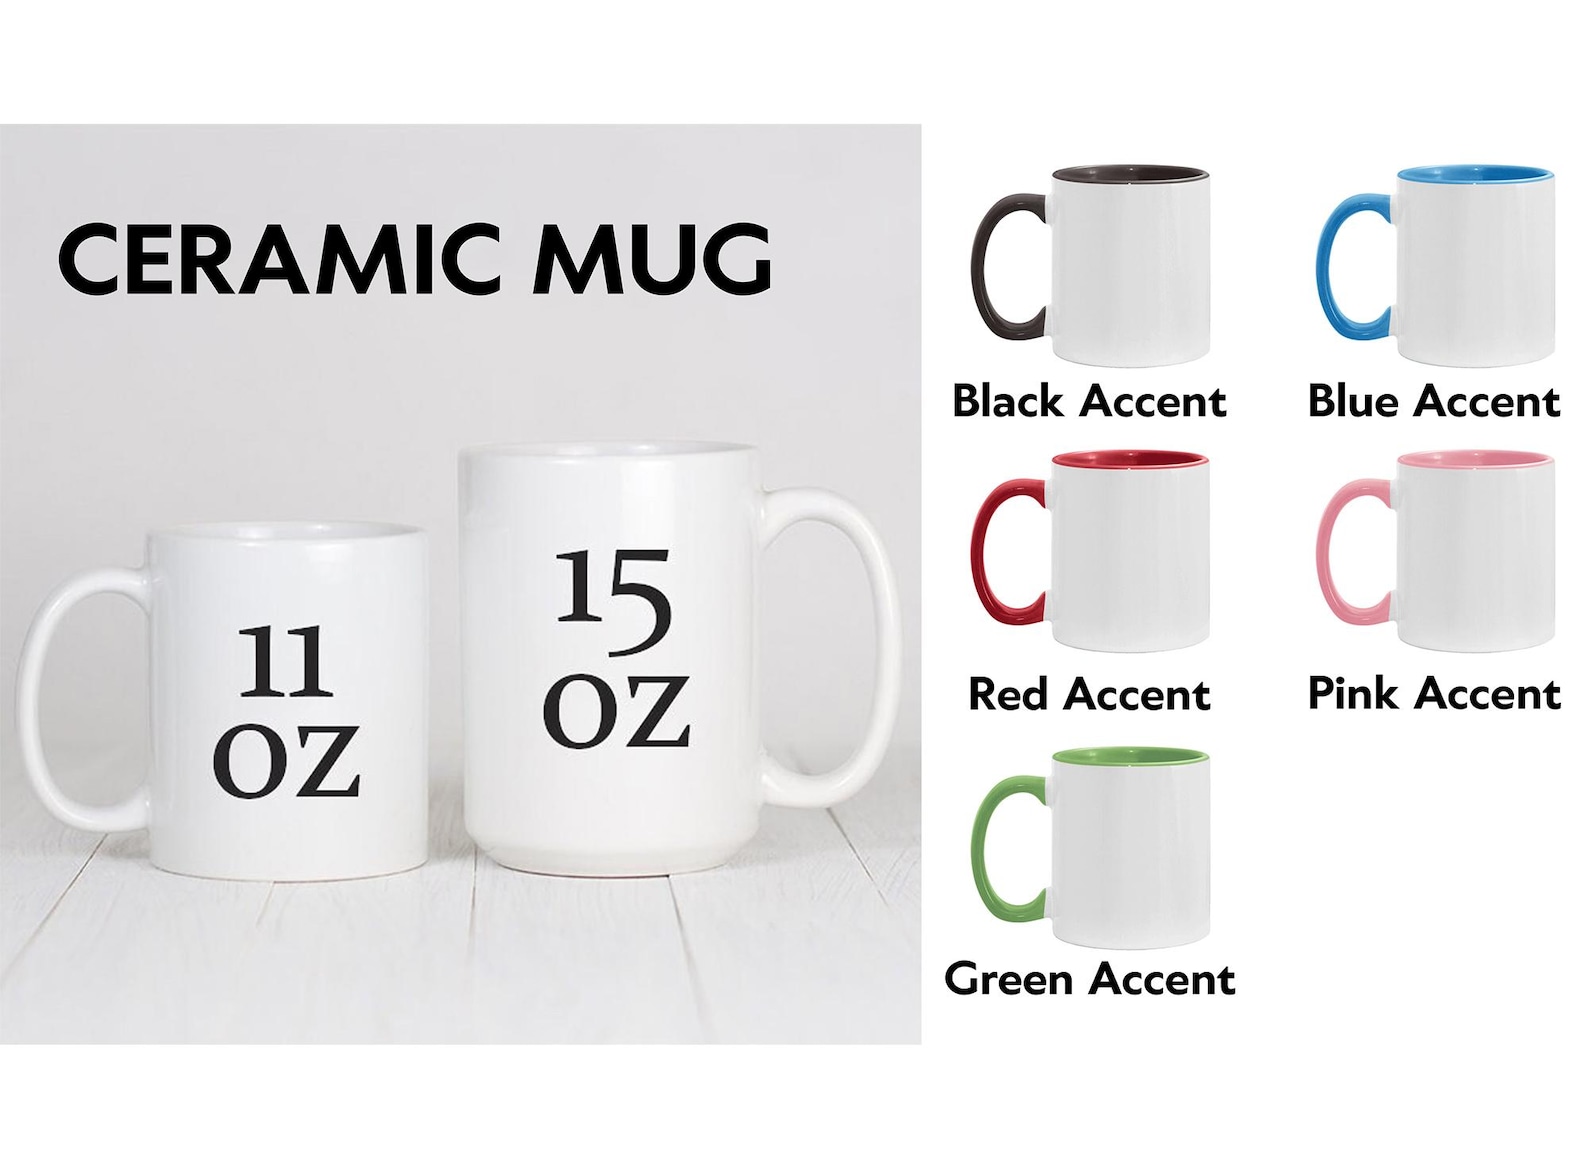 CERAMIC MUG
11
OZ
15
OZ
Black Accent
Blue Accent
Red Accent
Pink Accent
Green Accent